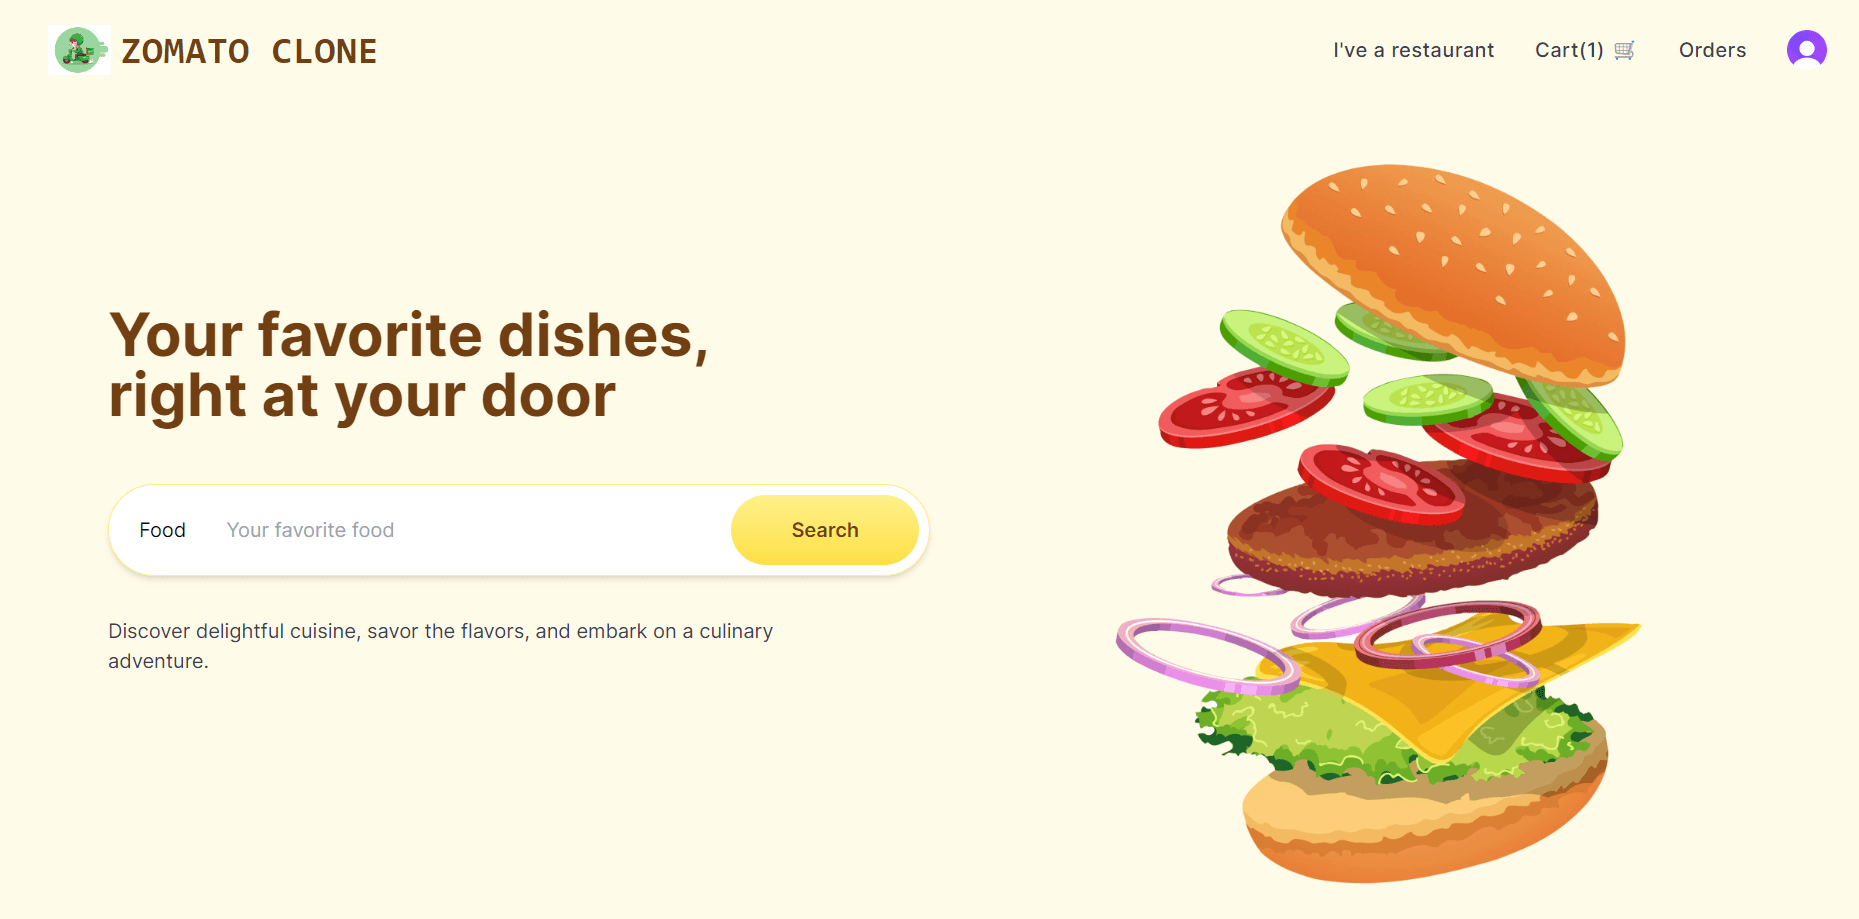 ZOMATO CLONE
I've a restaurant
Cart(1) 🛒
Orders
Your favorite dishes,
right at your door
Food
Your favorite food
Search
Discover delightful cuisine, savor the flavors, and embark on a culinary
adventure.